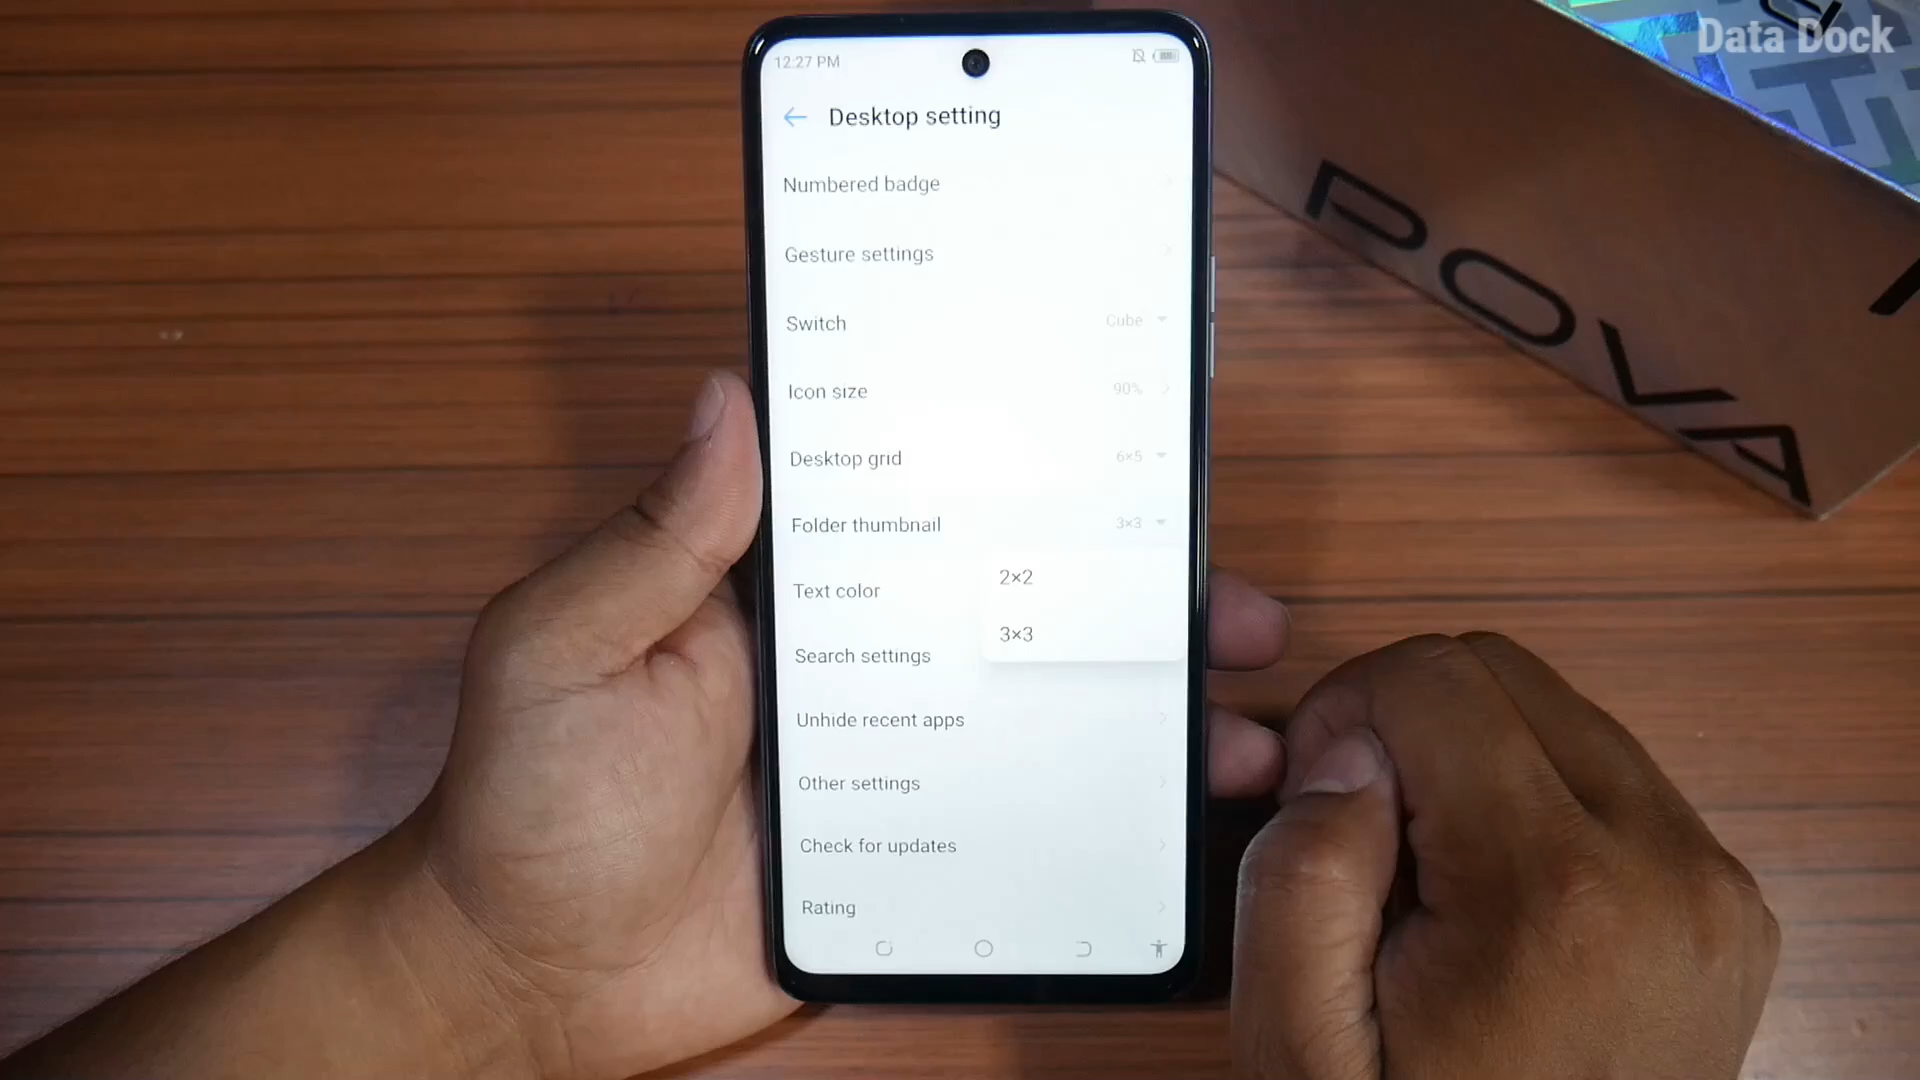 Data Dock
12:27 PM
Desktop setting
Numbered badge
Gesture settings
Switch Cube
Icon size 90%
Desktop grid 6×5
Folder thumbnail 3×3
2×2
Text color
3×3
Search settings
Unhide recent apps
Other settings
Check for updates
Rating
POVA